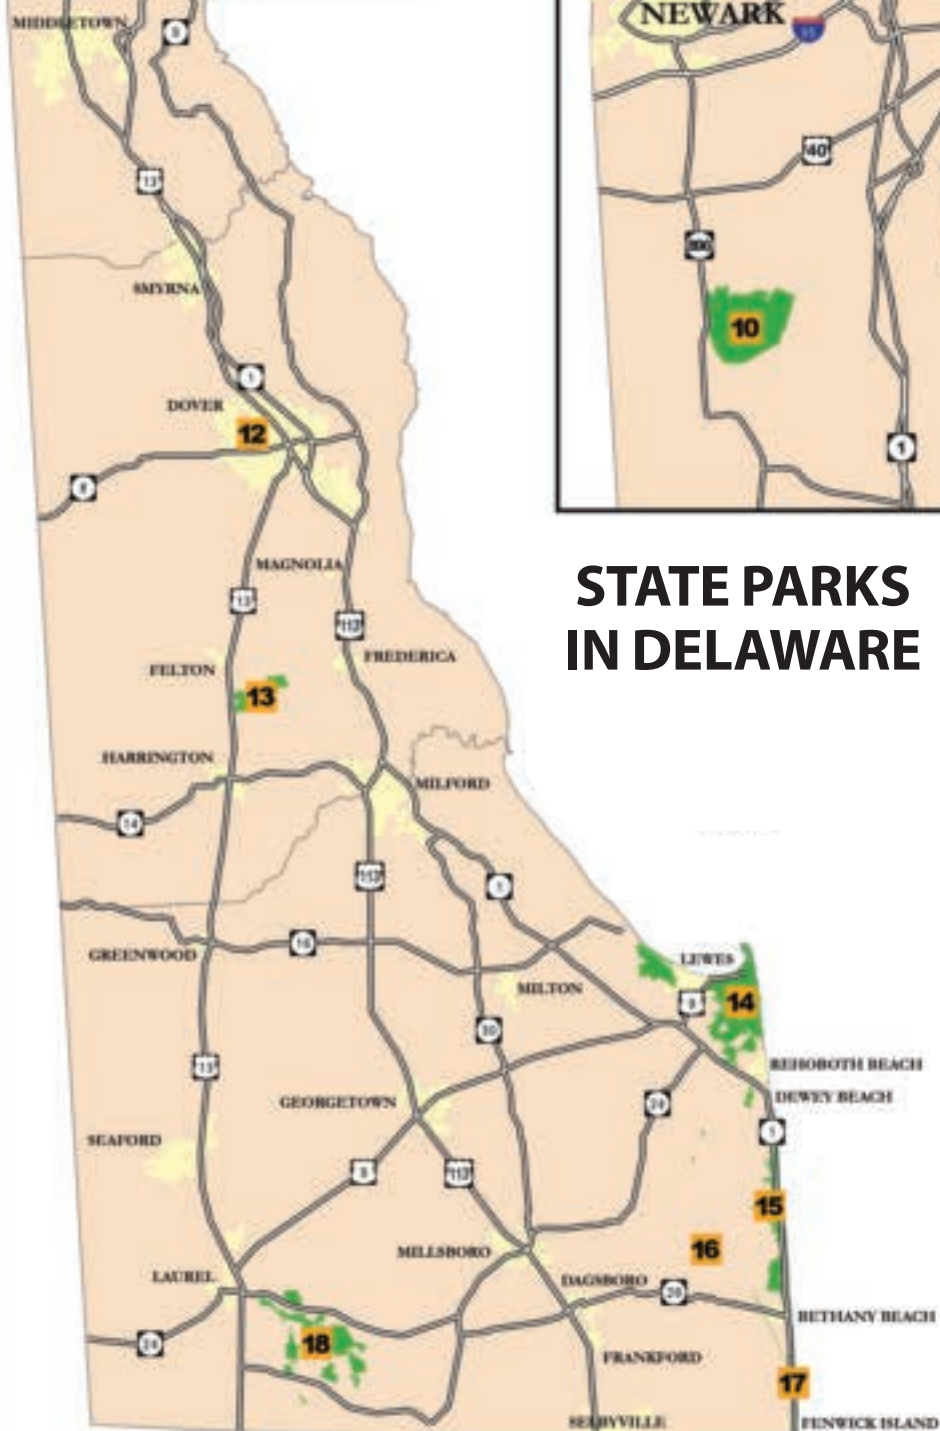 MIDDLETOWN
9
NEWARK
95
40
13
896
SMYRNA
10
1
DOVER
12
1
8
STATE PARKS
IN DELAWARE
MAGNOLIA
13
113
FREDERICA
FELTON
13
HARRINGTON
MILFORD
14
113
1
GREENWOOD
16
LEWES
MILTON
9
14
30
13
REHOBOTH BEACH
GEORGETOWN
24
DEWEY BEACH
1
SEAFORD
9
113
15
MILLSBORO
16
LAUREL
DAGSBORO
26
BETHANY BEACH
24
18
FRANKFORD
17
SELBYVILLE
FENWICK ISLAND